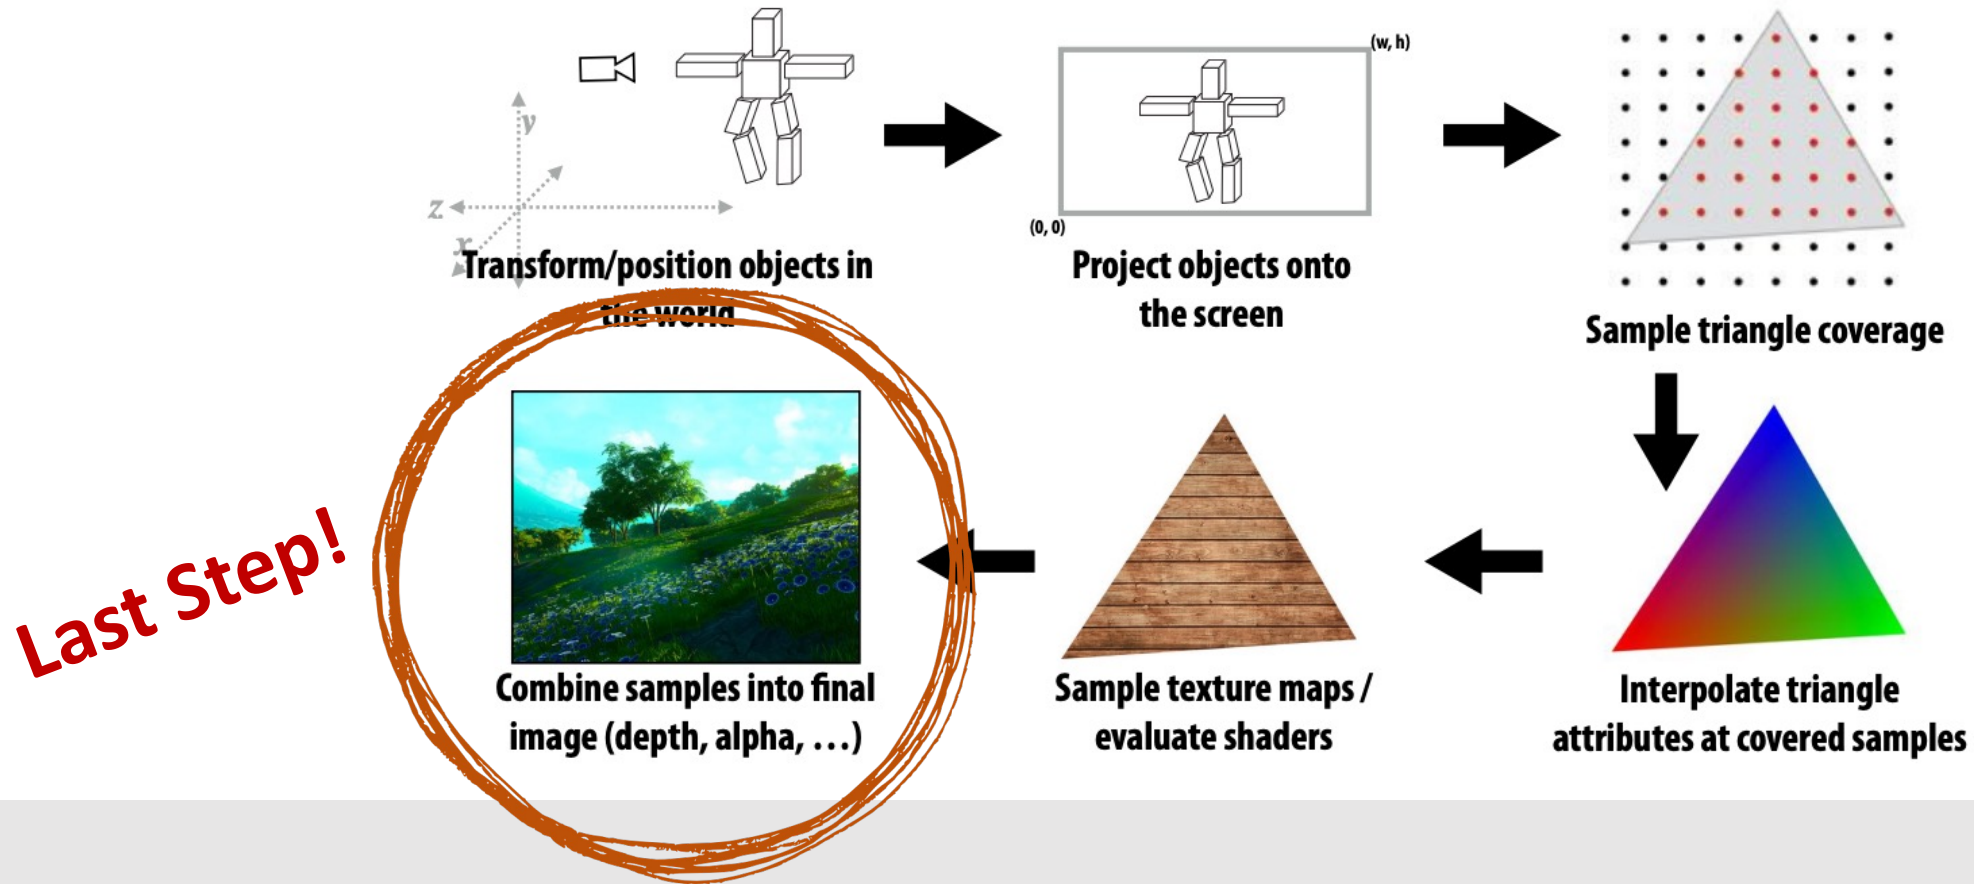 (w, h)
y
z
x
(0, 0)
Transform/position objects in
the world
Project objects onto
the screen
Sample triangle coverage
Last Step!
Combine samples into final
image (depth, alpha, …)
Sample texture maps /
evaluate shaders
Interpolate triangle
attributes at covered samples